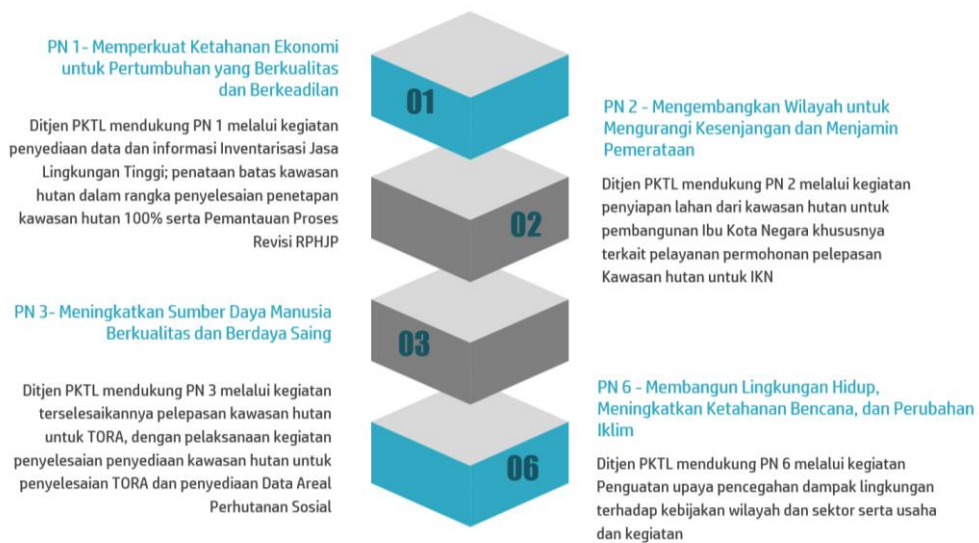 PN 1- Memperkuat Ketahanan Ekonomi
untuk Pertumbuhan yang Berkualitas
dan Berkeadilan
Ditjen PKTL mendukung PN 1 melalui kegiatan
penyediaan data dan informasi Inventarisasi Jasa
Lingkungan Tinggi; penataan batas kawasan
hutan dalam rangka penyelesaian penetapan
kawasan hutan 100% serta Pemantauan Proses
Revisi RPHJP
01
PN 2 - Mengembangkan Wilayah untuk
Mengurangi Kesenjangan dan Menjamin
Pemerataan
Ditjen PKTL mendukung PN 2 melalui kegiatan
penyiapan lahan dari kawasan hutan untuk
pembangunan Ibu Kota Negara khususnya
terkait pelayanan permohonan pelepasan
Kawasan hutan untuk IKN
02
PN 3- Meningkatkan Sumber Daya Manusia
Berkualitas dan Berdaya Saing
Ditjen PKTL mendukung PN 3 melalui kegiatan
terselesaikannya pelepasan kawasan hutan
untuk TORA, dengan pelaksanaan kegiatan
penyelesaian penyediaan kawasan hutan untuk
penyelesaian TORA dan penyediaan Data Areal
Perhutanan Sosial
03
PN 6 - Membangun Lingkungan Hidup,
Meningkatkan Ketahanan Bencana, dan Perubahan
Iklim
Ditjen PKTL mendukung PN 6 melalui kegiatan
Penguatan upaya pencegahan dampak lingkungan
terhadap kebijakan wilayah dan sektor serta usaha
dan kegiatan
06